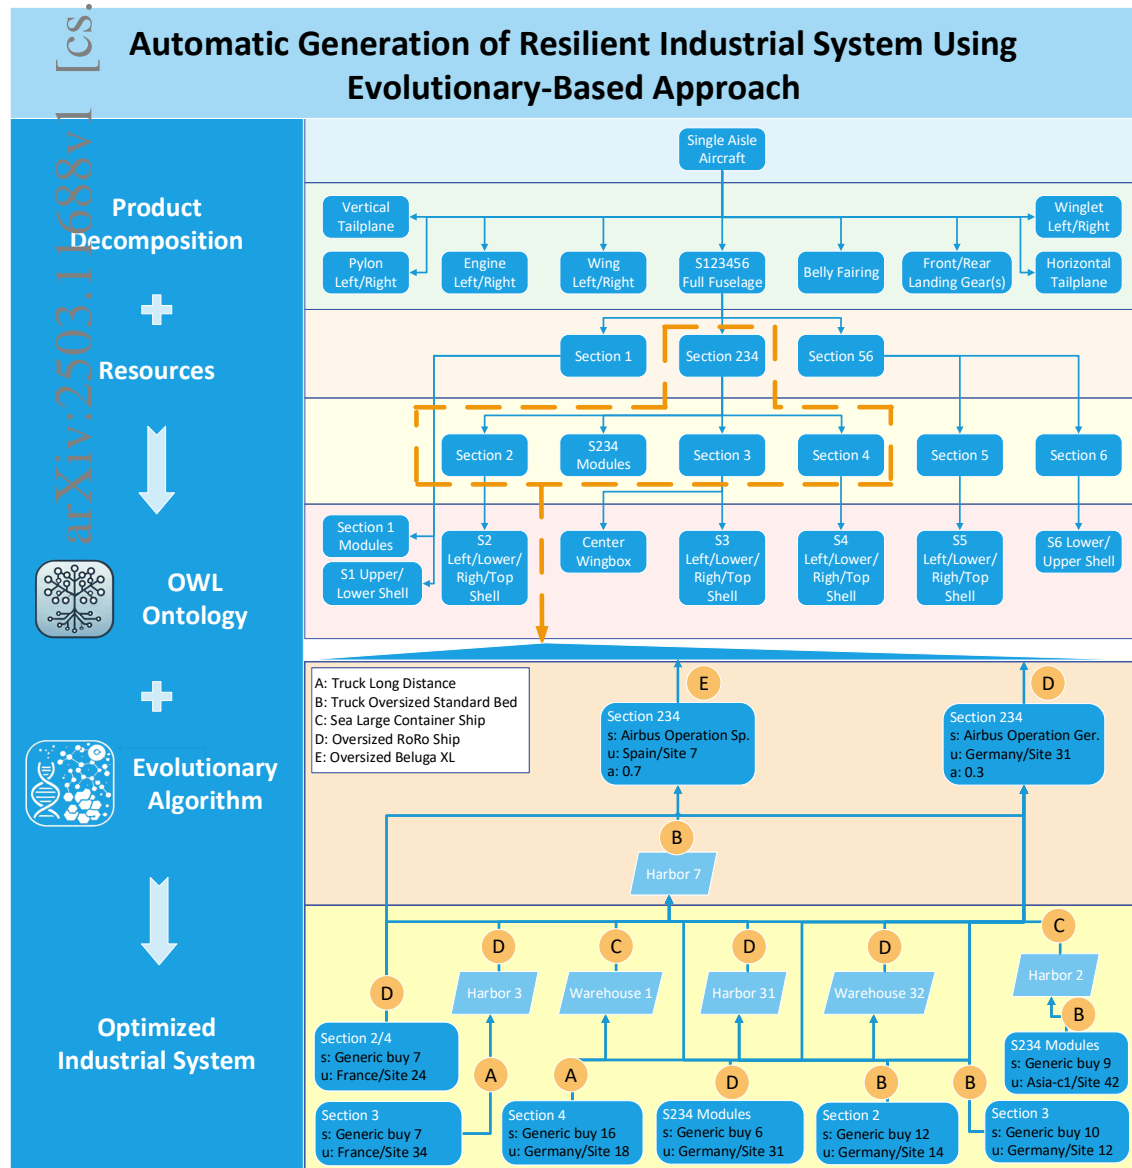 Automatic Generation of Resilient Industrial System Using
Evolutionary-Based Approach
arXiv:2503.11688v1 [cs.
Product
Decomposition
Resources
OWL
Ontology
Evolutionary
Algorithm
Optimized
Industrial System
Single Aisle
Aircraft
Vertical
Tailplane
Winglet
Left/Right
Pylon
Left/Right
Engine
Left/Right
Wing
Left/Right
S123456
Full Fuselage
Belly Fairing
Front/Rear
Landing Gear(s)
Horizontal
Tailplane
Section 1
Section 234
Section 56
Section 2
S234
Modules
Section 3
Section 4
Section 5
Section 6
Section 1
Modules
S1 Upper/
Lower Shell
S2
Left/Lower/
Righ/Top
Shell
Center
Wingbox
S3
Left/Lower/
Righ/Top
Shell
S4
Left/Lower/
Righ/Top
Shell
S5
Left/Lower/
Righ/Top
Shell
S6 Lower/
Upper Shell
A: Truck Long Distance
B: Truck Oversized Standard Bed
C: Sea Large Container Ship
D: Oversized RoRo Ship
E: Oversized Beluga XL
E
D
Section 234
s: Airbus Operation Sp.
u: Spain/Site 7
a: 0.7
Section 234
s: Airbus Operation Ger.
u: Germany/Site 31
a: 0.3
B
Harbor 7
D
C
D
D
C
Harbor 3
Warehouse 1
Harbor 31
Warehouse 32
Harbor 2
D
B
Section 2/4
s: Generic buy 7
u: France/Site 24
S234 Modules
s: Generic buy 9
u: Asia-c1/Site 42
A
A
D
B
B
Section 3
s: Generic buy 7
u: France/Site 34
Section 4
s: Generic buy 16
u: Germany/Site 18
S234 Modules
s: Generic buy 6
u: Germany/Site 31
Section 2
s: Generic buy 12
u: Germany/Site 14
Section 3
s: Generic buy 10
u: Germany/Site 12